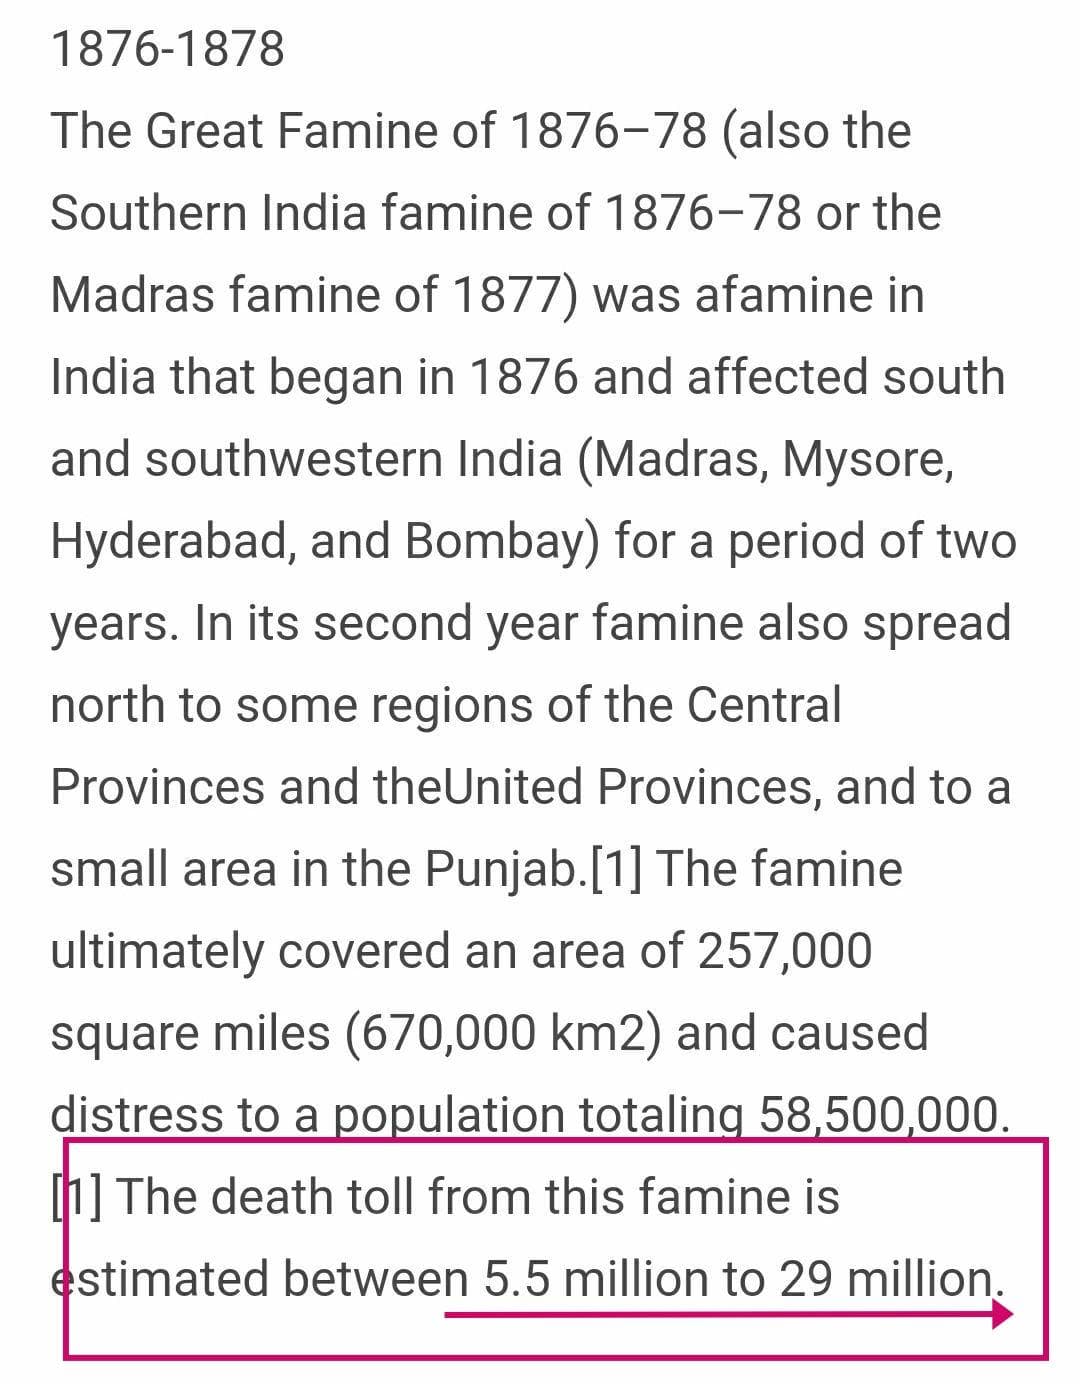 1876-1878
The Great Famine of 1876–78 (also the
Southern India famine of 1876–78 or the
Madras famine of 1877) was afamine in
India that began in 1876 and affected south
and southwestern India (Madras, Mysore,
Hyderabad, and Bombay) for a period of two
years. In its second year famine also spread
north to some regions of the Central
Provinces and theUnited Provinces, and to a
small area in the Punjab.[1] The famine
ultimately covered an area of 257,000
square miles (670,000 km2) and caused
distress to a population totaling 58,500,000.
[1] The death toll from this famine is
estimated between 5.5 million to 29 million.